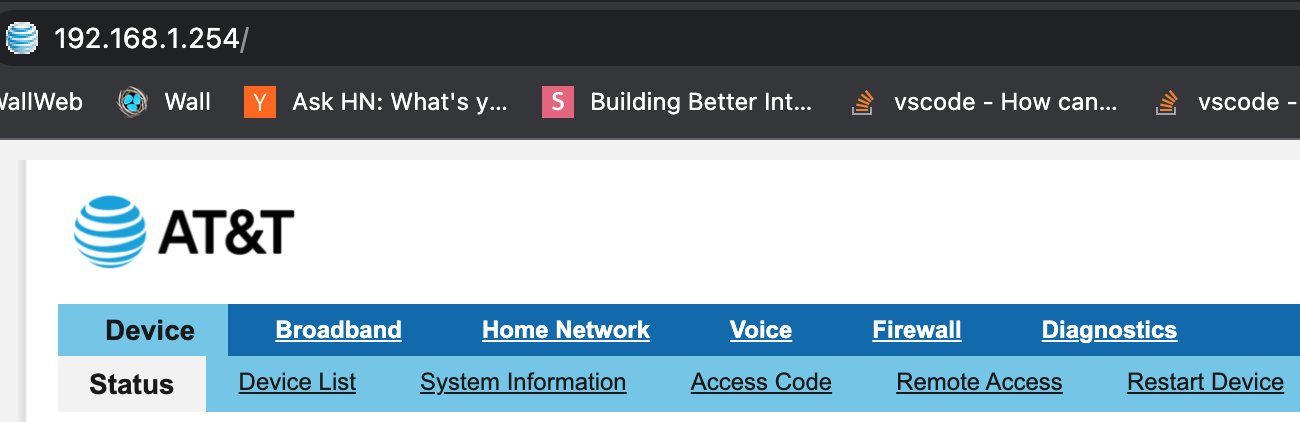 192.168.1.254/
WallWeb Wall Y Ask HN: What's y... S Building Better Int... vscode - How can... vscode -
AT&T
Device Broadband Home Network Voice Firewall Diagnostics
Status Device List System Information Access Code Remote Access Restart Device